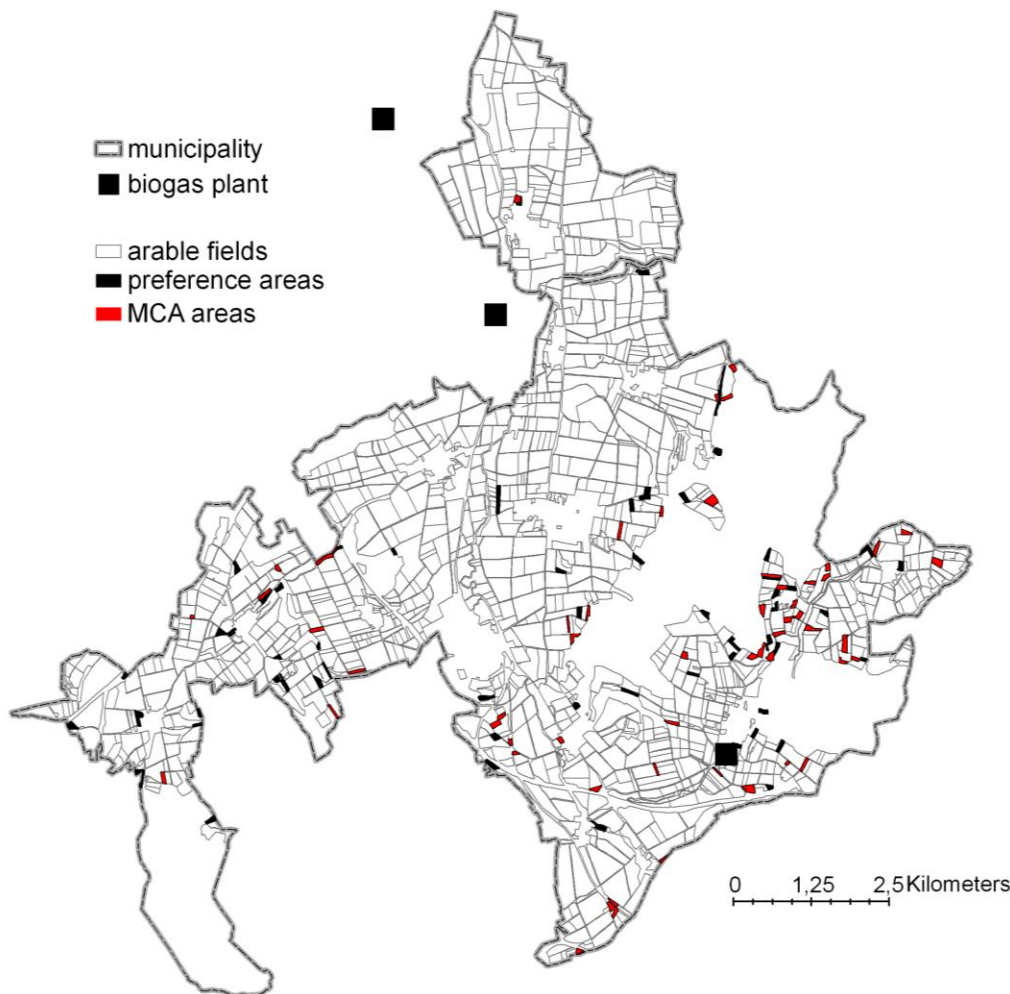 municipality
biogas plant
arable fields
preference areas
MCA areas
0 1,25 2,5Kilometers